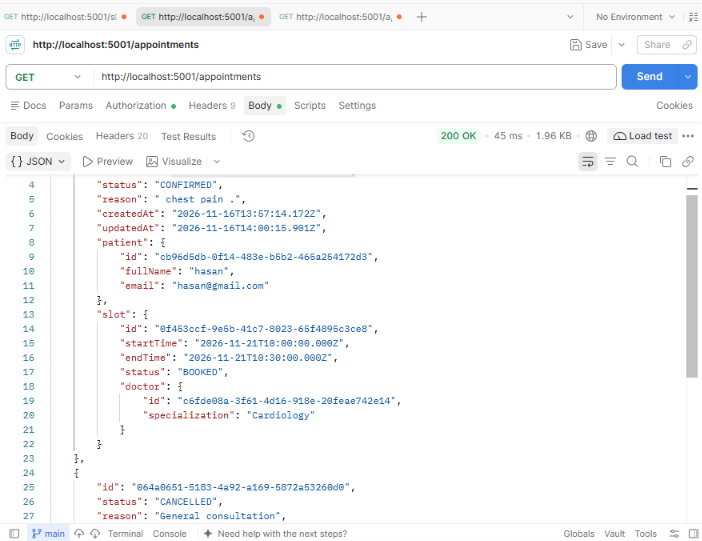 GET http://localhost:5001/sl GET http://localhost:5001/a GET http://localhost:5001/a No Environment
HTTP http://localhost:5001/appointments Save Share
GET http://localhost:5001/appointments Send
Docs Params Authorization Headers 9 Body Scripts Settings Cookies
Body Cookies Headers 20 Test Results 200 OK 45 ms 1.96 KB Load test
{} JSON Preview Visualize
4 "status": "CONFIRMED",
5 "reason": " chest pain .",
6 "createdAt": "2026-11-16T13:57:14.172Z",
7 "updatedAt": "2026-11-16T14:00:15.901Z",
8 "patient": {
9 "id": "cb96d5db-0f14-483e-b5b2-465a254172d3",
10 "fullName": "hasan",
11 "email": "hasan@gmail.com"
12 },
13 "slot": {
14 "id": "0f453ccf-9e5b-41c7-8023-65f4895c3ce8",
15 "startTime": "2026-11-21T10:00:00.000Z",
16 "endTime": "2026-11-21T10:30:00.000Z",
17 "status": "BOOKED",
18 "doctor": {
19 "id": "c6fde08a-3f61-4d16-918e-20feae742e14",
20 "specialization": "Cardiology"
21 }
22 }
23 },
24 {
25 "id": "064a0651-5183-4a92-a169-5872a53260d0",
26 "status": "CANCELLED",
27 "reason": "General consultation",
main Terminal Console Need help with the next steps? Globals Vault Tools